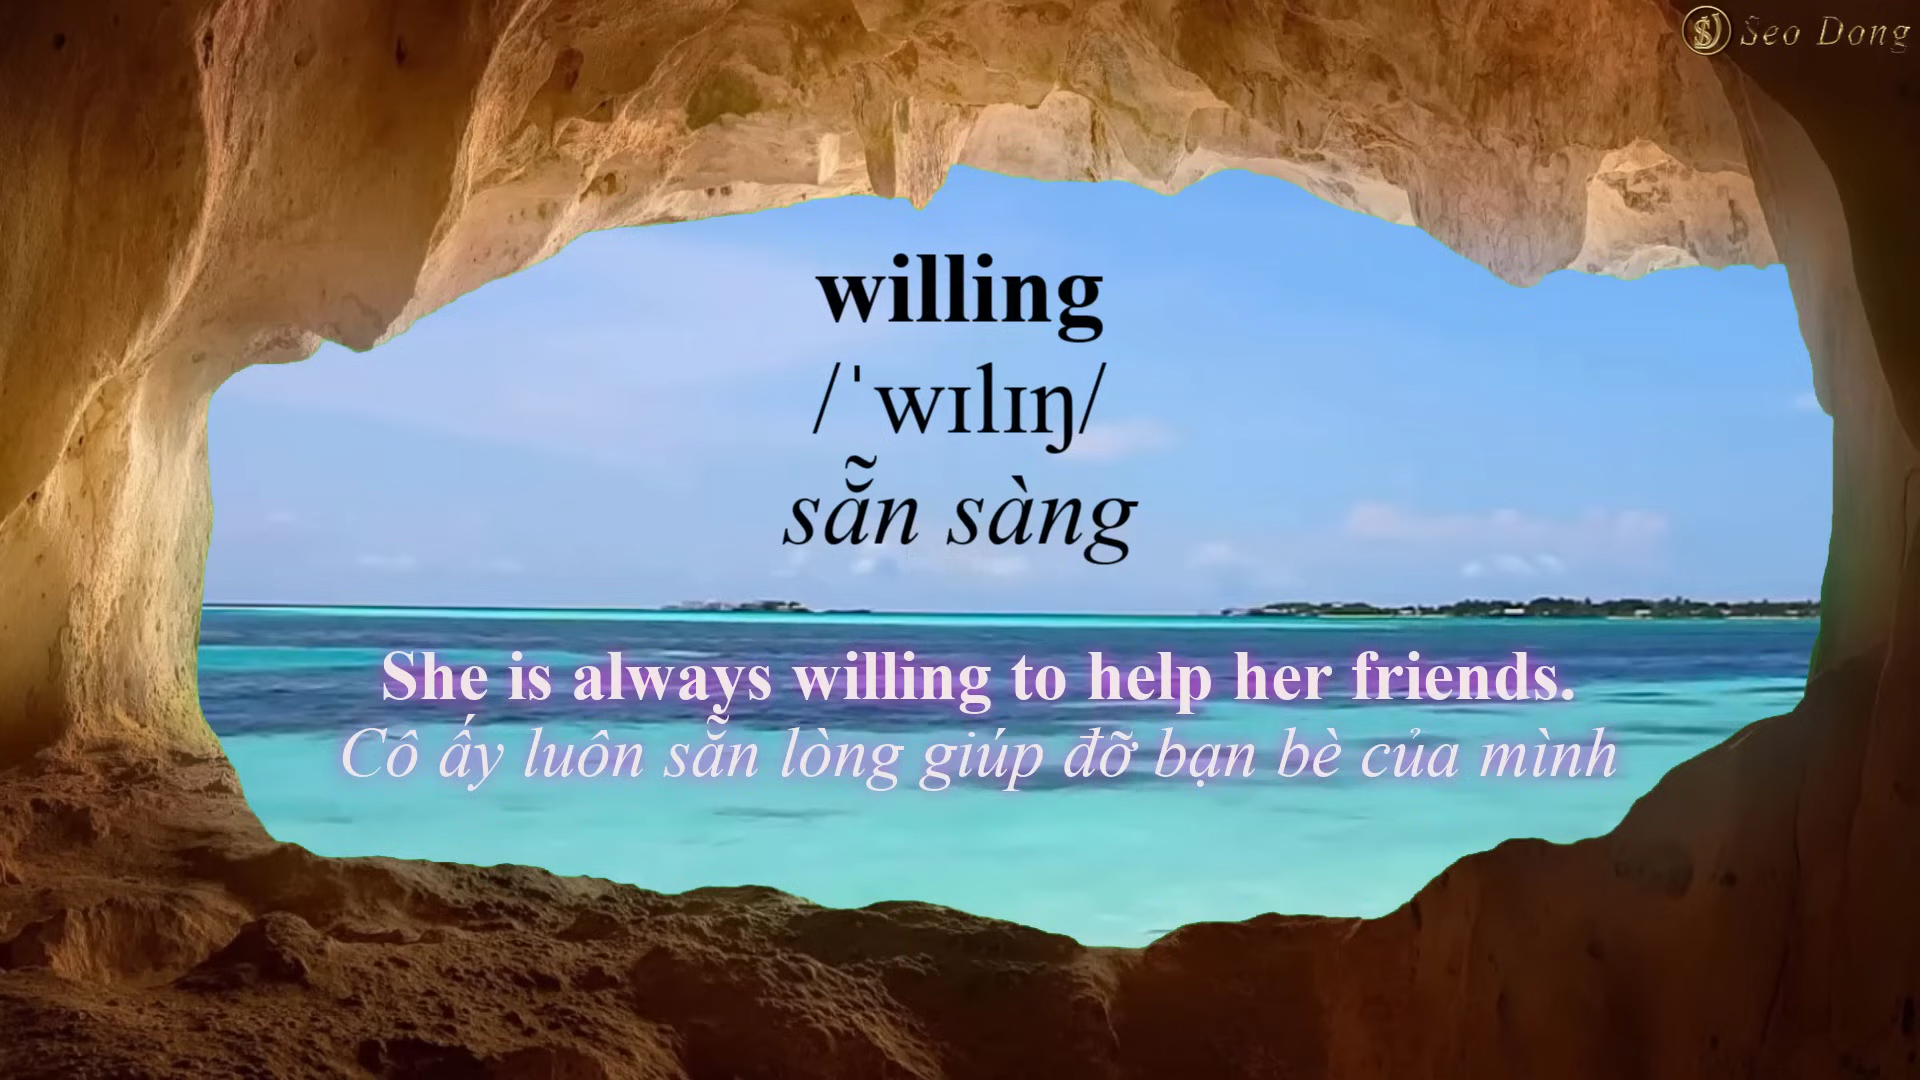 Seo Dong
willing
/ˈwɪlɪŋ/
sẵn sàng
She is always willing to help her friends.
Cô ấy luôn sẵn lòng giúp đỡ bạn bè của mình